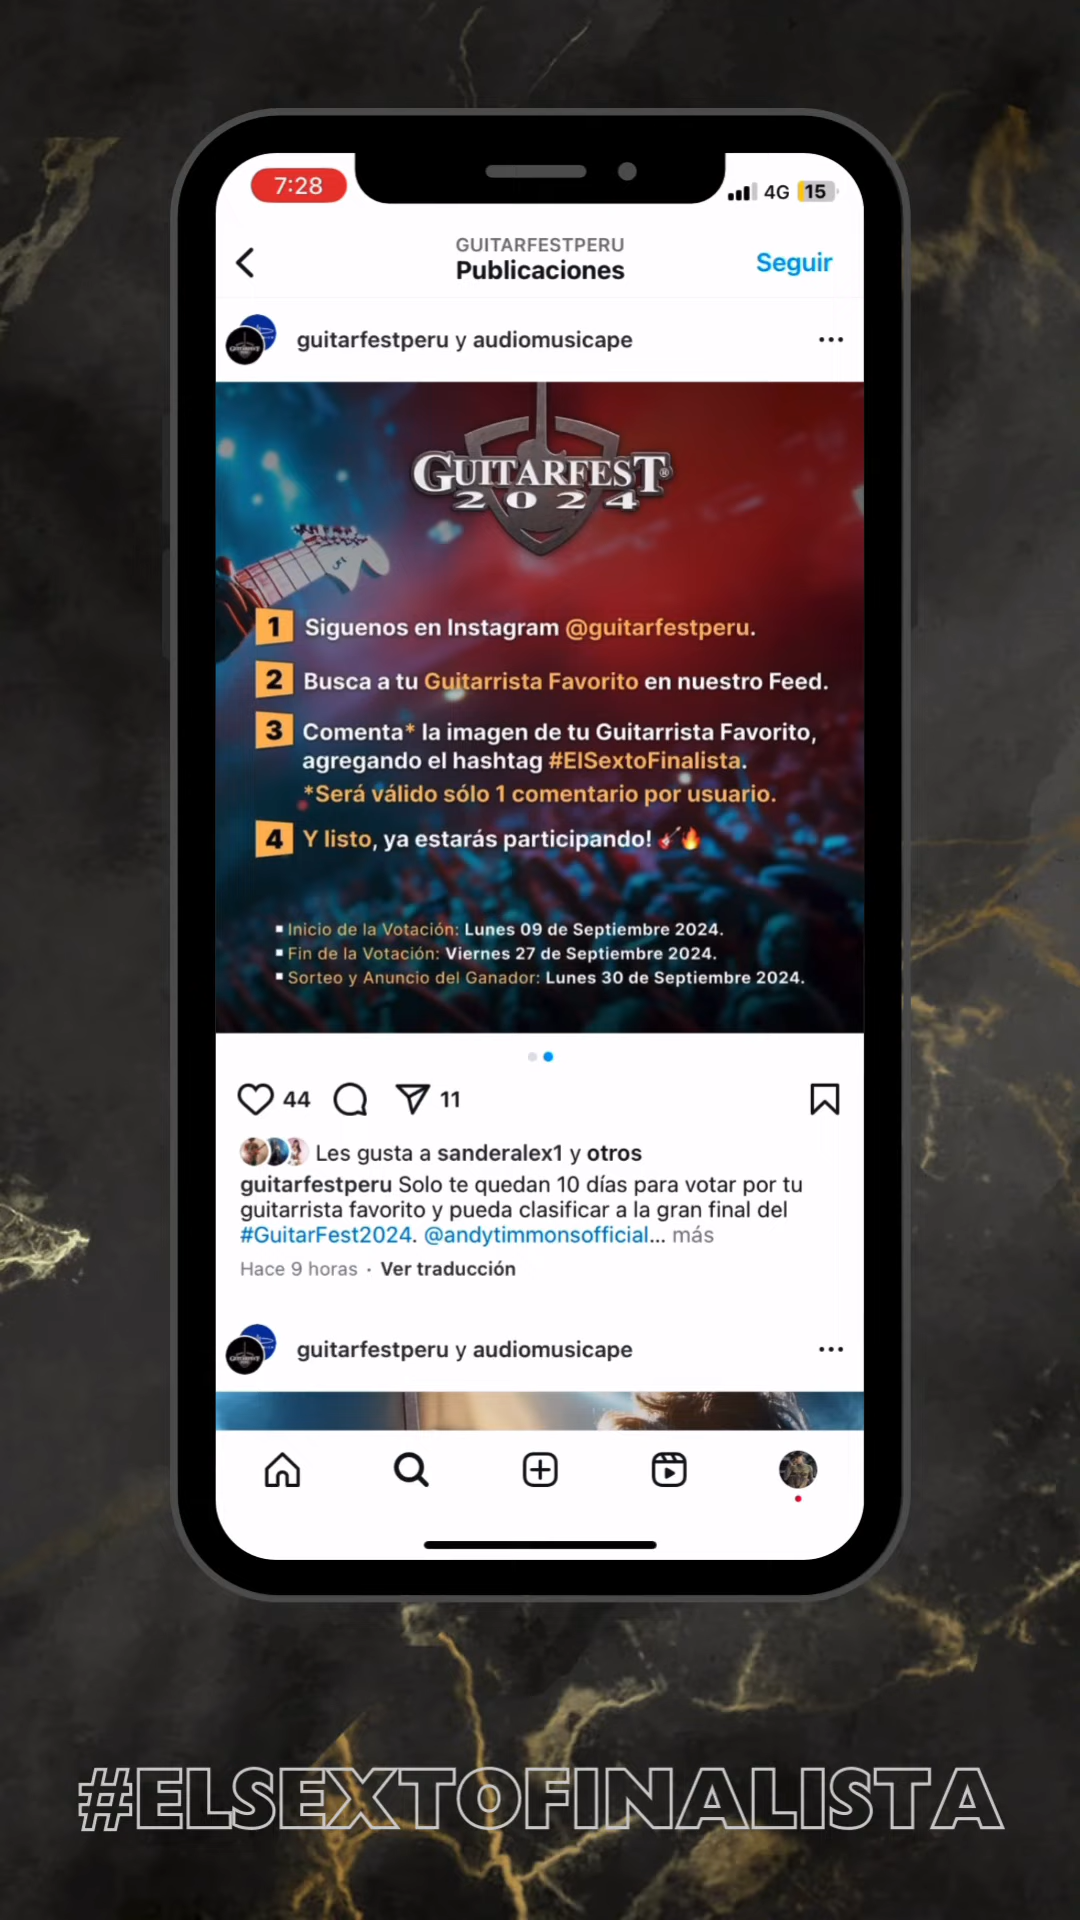 7:28
4G 15
GUITARFESTPERU
Publicaciones
Seguir
guitarfestperu y audiomusicape
GUITARFEST®
2024
1 Siguenos en Instagram @guitarfestperu.
2 Busca a tu Guitarrista Favorito en nuestro Feed.
3 Comenta* la imagen de tu Guitarrista Favorito,
agregando el hashtag #ElSextoFinalista.
*Será válido sólo 1 comentario por usuario.
4 Y listo, ya estarás participando! 🎸🔥
▪ Inicio de la Votación: Lunes 09 de Septiembre 2024.
▪ Fin de la Votación: Viernes 27 de Septiembre 2024.
▪ Sorteo y Anuncio del Ganador: Lunes 30 de Septiembre 2024.
44 11
Les gusta a sanderalex1 y otros
guitarfestperu Solo te quedan 10 días para votar por tu
guitarrista favorito y pueda clasificar a la gran final del
#GuitarFest2024. @andytimmonsofficial... más
Hace 9 horas · Ver traducción
guitarfestperu y audiomusicape
#ELSEXTOFINALISTA